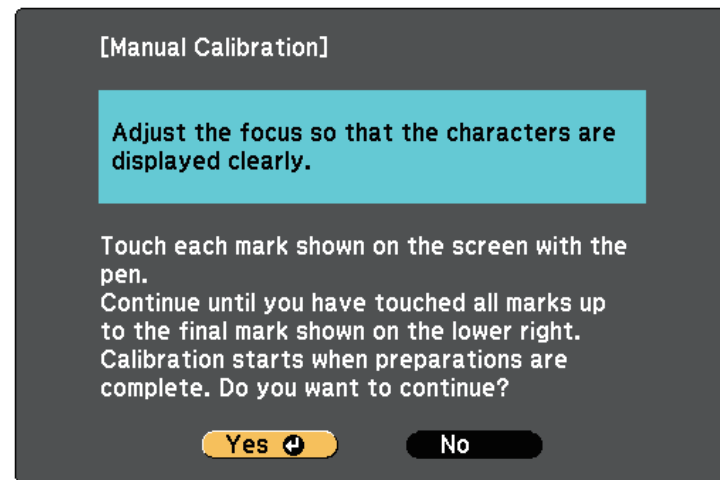 [Manual Calibration]
Adjust the focus so that the characters are
displayed clearly.
Touch each mark shown on the screen with the
pen.
Continue until you have touched all marks up
to the final mark shown on the lower right.
Calibration starts when preparations are
complete. Do you want to continue?
Yes No